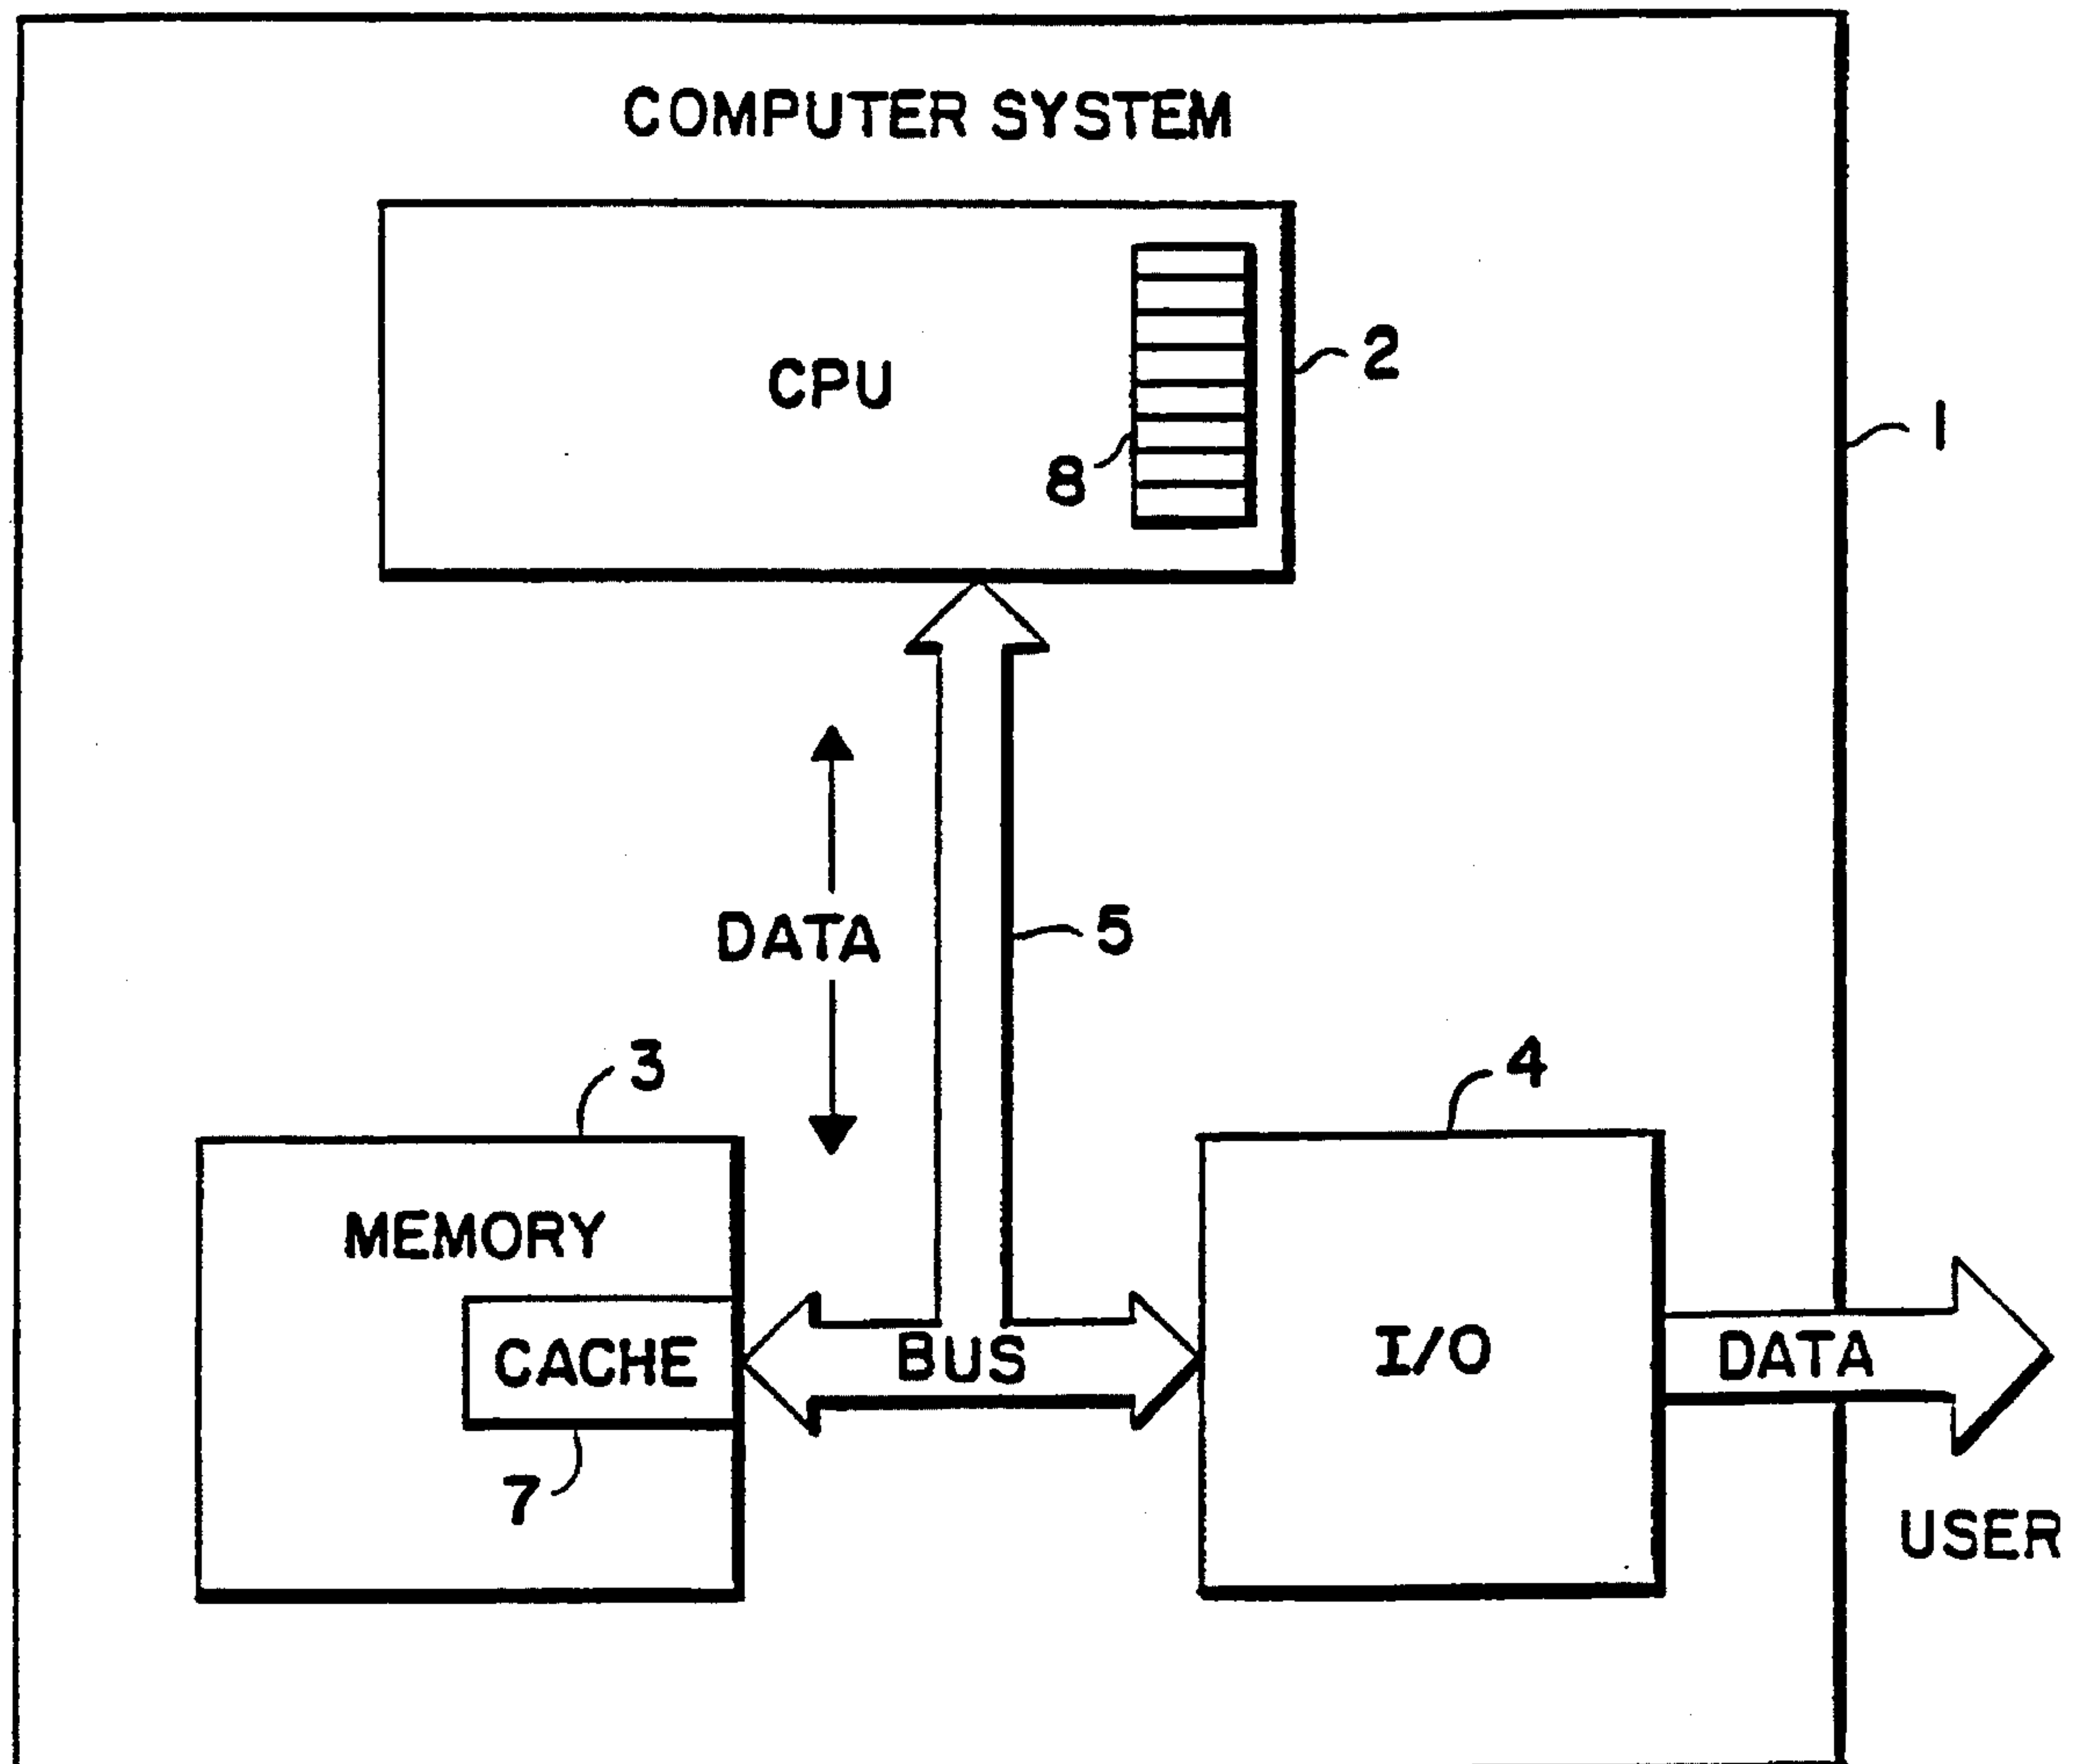 COMPUTER SYSTEM
CPU
2
1
8
DATA
5
3
4
MEMORY
CACHE
BUS
I/O
DATA
7
USER